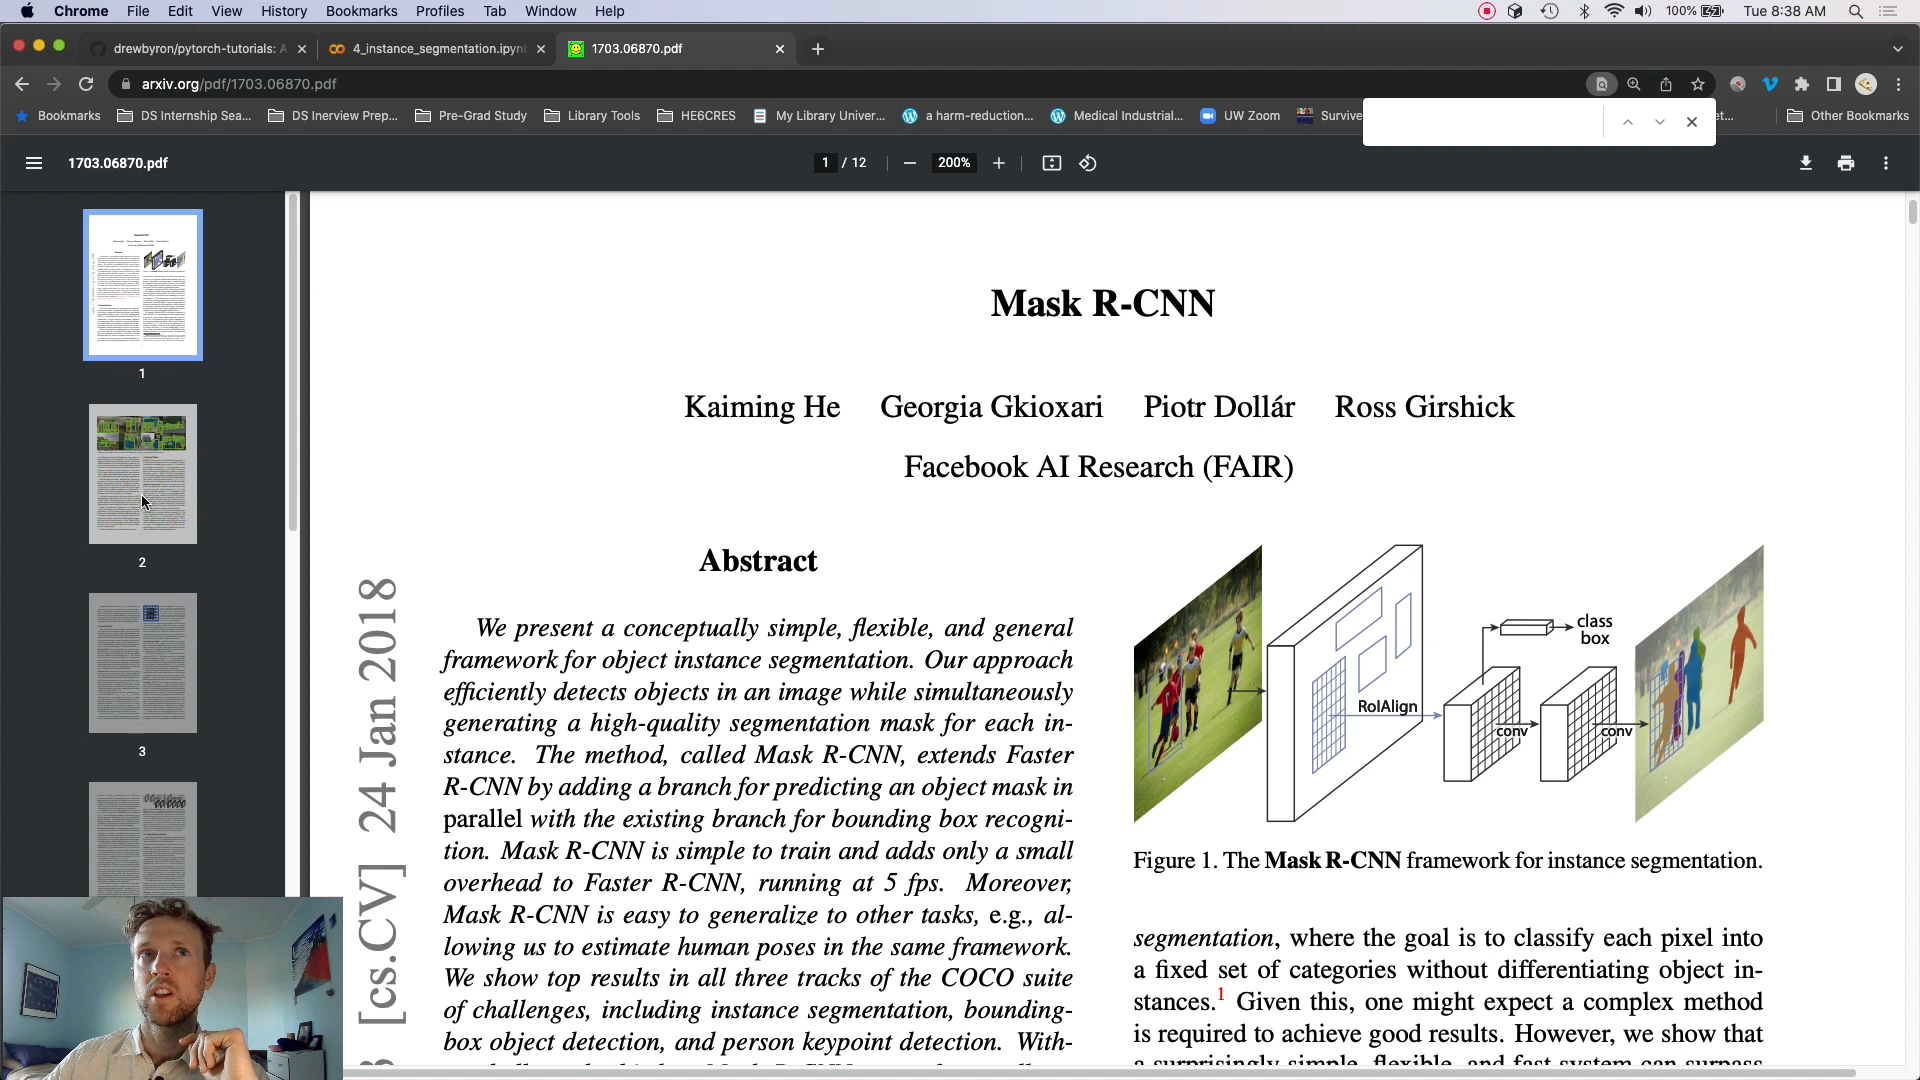 Chrome File Edit View History Bookmarks Profiles Tab Window Help 100% Tue 8:38 AM
drewbyron/pytorch-tutorials: A 4_instance_segmentation.ipyn 1703.06870.pdf
arxiv.org/pdf/1703.06870.pdf
Bookmarks DS Internship Sea... DS Inerview Prep... Pre-Grad Study Library Tools HE6CRES My Library Univer... a harm-reduction... Medical Industrial... UW Zoom Survive et... Other Bookmarks
1703.06870.pdf 1 / 12 200%
1
2
3
Mask R-CNN
Kaiming He Georgia Gkioxari Piotr Dollár Ross Girshick
Facebook AI Research (FAIR)
[cs.CV] 24 Jan 2018
Abstract
We present a conceptually simple, flexible, and general
framework for object instance segmentation. Our approach
efficiently detects objects in an image while simultaneously
generating a high-quality segmentation mask for each in-
stance. The method, called Mask R-CNN, extends Faster
R-CNN by adding a branch for predicting an object mask in
parallel with the existing branch for bounding box recogni-
tion. Mask R-CNN is simple to train and adds only a small
overhead to Faster R-CNN, running at 5 fps. Moreover,
Mask R-CNN is easy to generalize to other tasks, e.g., al-
lowing us to estimate human poses in the same framework.
We show top results in all three tracks of the COCO suite
of challenges, including instance segmentation, bounding-
box object detection, and person keypoint detection. With-
RoIAlign
class
box
conv
conv
Figure 1. The Mask R-CNN framework for instance segmentation.
segmentation, where the goal is to classify each pixel into
a fixed set of categories without differentiating object in-
stances.1 Given this, one might expect a complex method
is required to achieve good results. However, we show that
a surprisingly simple, flexible, and fast system can surpass